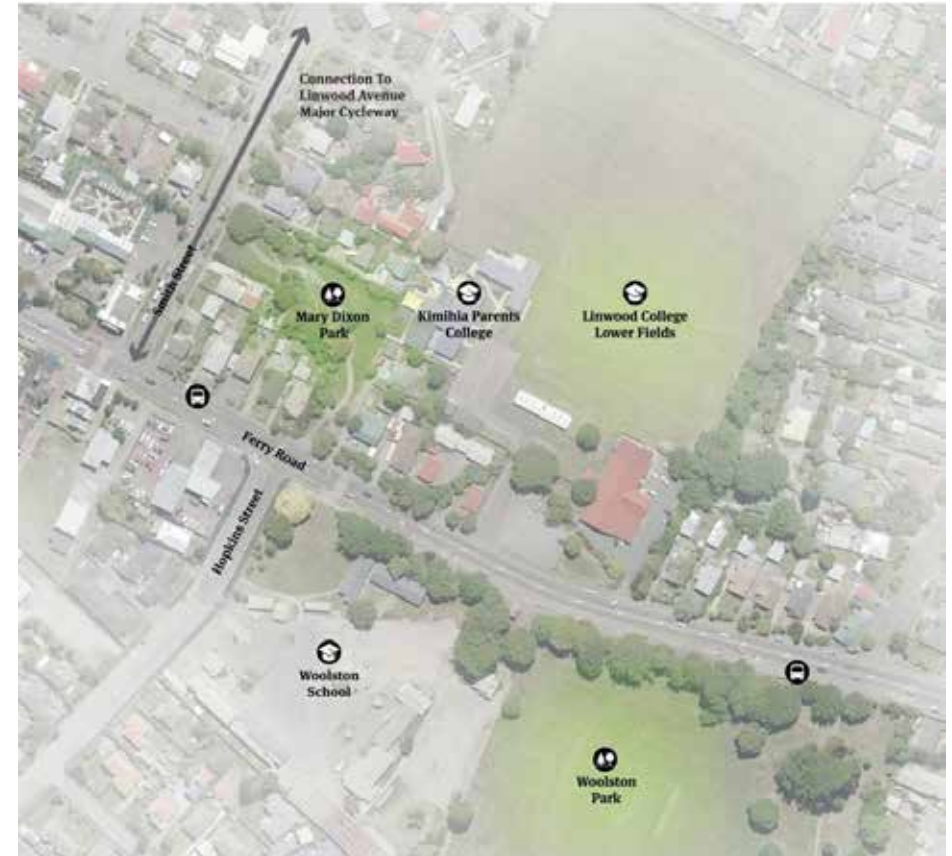 Connection To
Linwood Avenue
Major Cycleway
Smith Street
Mary Dixon
Park
Kimihia Parents
College
Linwood College
Lower Fields
Ferry Road
Hopkins Street
Woolston
School
Woolston
Park